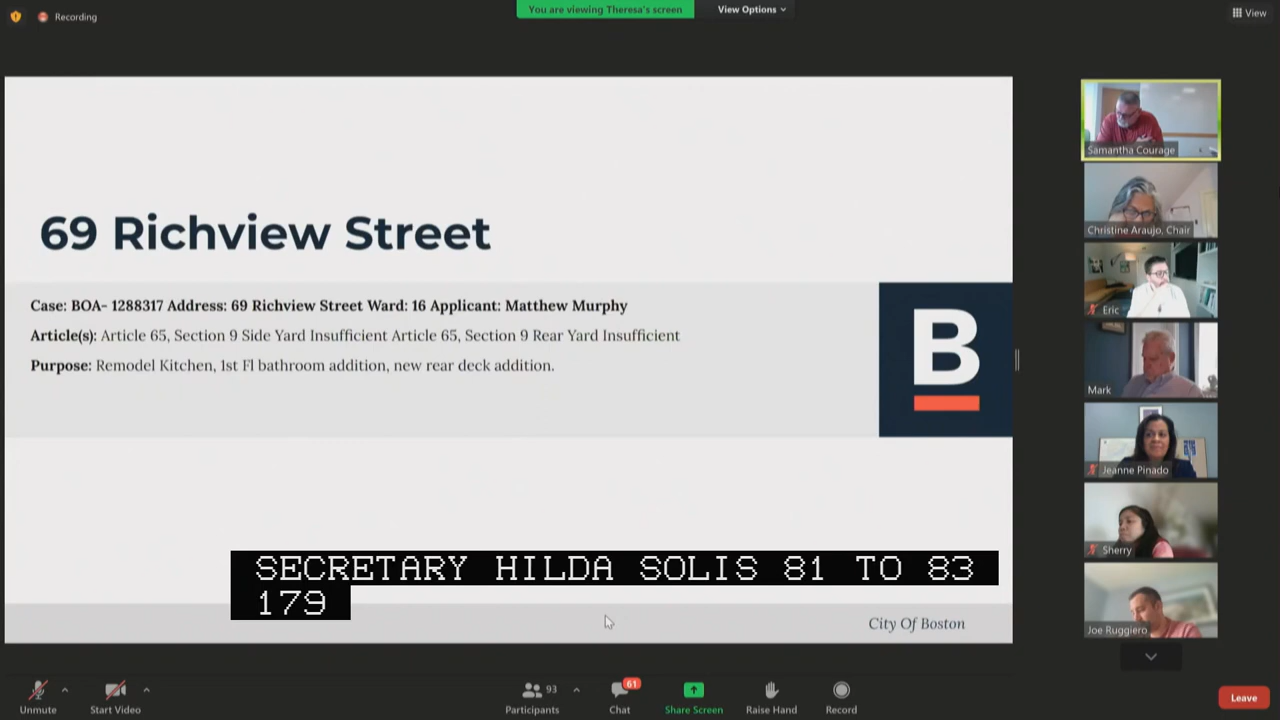 Recording
You are viewing Theresa's screen
View Options
View
69 Richview Street
Case: BOA- 1288317 Address: 69 Richview Street Ward: 16 Applicant: Matthew Murphy
Article(s): Article 65, Section 9 Side Yard Insufficient Article 65, Section 9 Rear Yard Insufficient
Purpose: Remodel Kitchen, 1st Fl bathroom addition, new rear deck addition.
B
SECRETARY HILDA SOLIS 81 TO 83
179
City Of Boston
Samantha Courage
Christine Araujo, Chair
Eric
Mark
Jeanne Pinado
Sherry
Joe Ruggiero
Unmute
Start Video
93
Participants
61
Chat
Share Screen
Raise Hand
Record
Leave